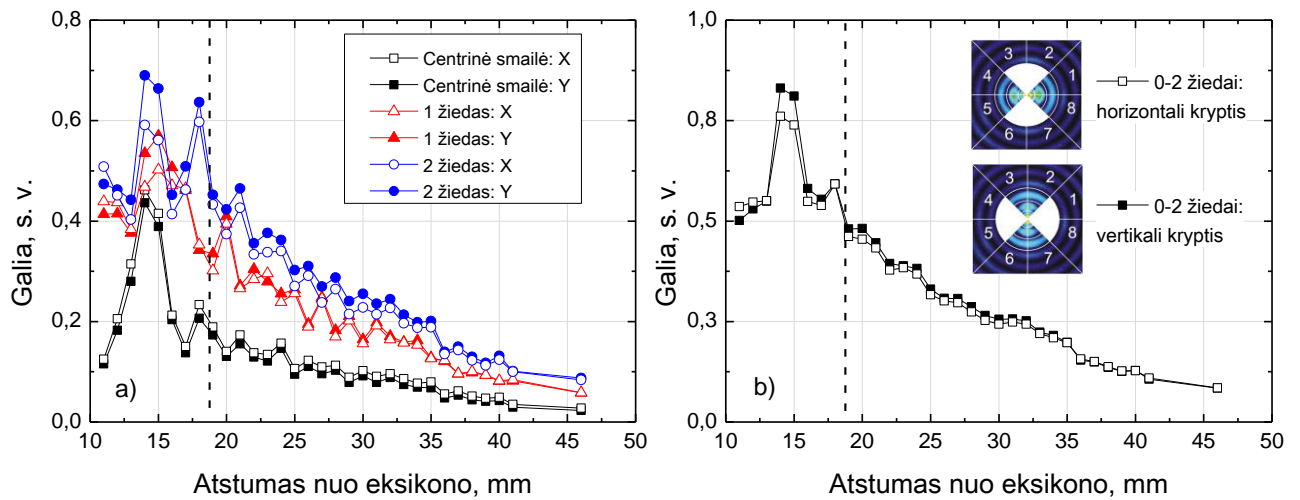 0,8
0,6
0,4
0,2
0,0
Galia, s. v.
Centrinė smailė: X
Centrinė smailė: Y
1 žiedas: X
1 žiedas: Y
2 žiedas: X
2 žiedas: Y
a)
11 15 20 25 30 35 40 45 50
Atstumas nuo eksikono, mm
1,0
0,8
0,5
0,3
0,0
Galia, s. v.
3 2
4 1
5 8
6 7
0-2 žiedai:
horizontali kryptis
3 2
4 1
5 8
6 7
0-2 žiedai:
vertikali kryptis
b)
11 15 20 25 30 35 40 45 50
Atstumas nuo eksikono, mm